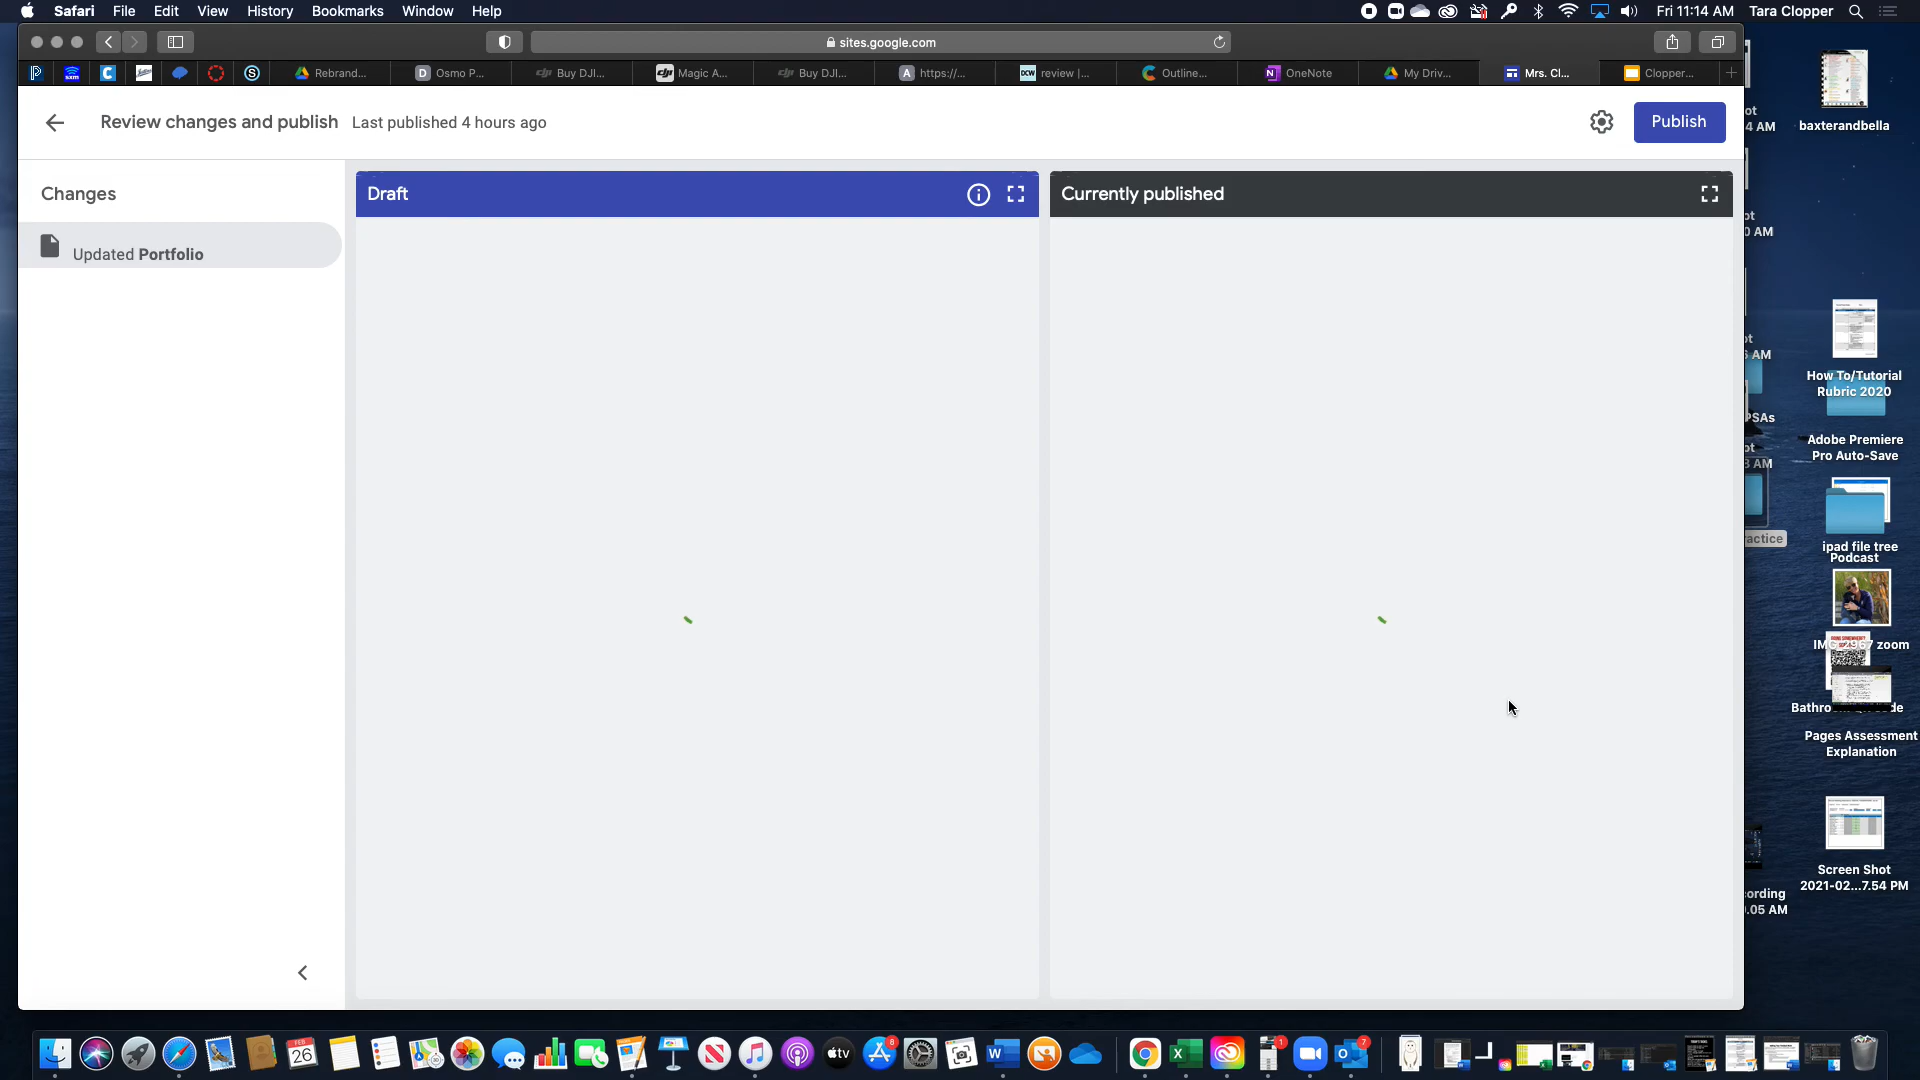 Safari File Edit View History Bookmarks Window Help
Fri 11:14 AM Tara Clopper
sites.google.com
Rebrand... Osmo P... Buy DJI... Magic A... Buy DJI... https://... review |... Outline... OneNote My Driv... Mrs. Cl... Clopper...
Review changes and publish Last published 4 hours ago
Publish
Changes
Updated Portfolio
Draft
Currently published
baxterandbella
How To/Tutorial
Rubric 2020
PSAs
Adobe Premiere
Pro Auto-Save
ipad file tree
Podcast
Pages Assessment
Explanation
Screen Shot
2021-02...7.54 PM